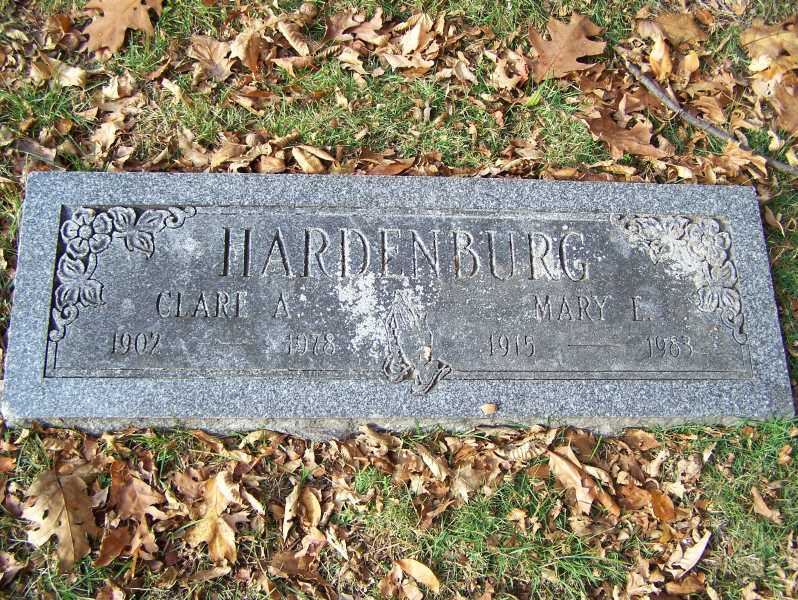 HARDENBURG
CLARE A. MARY E.
1902 — 1978 1915 — 1983